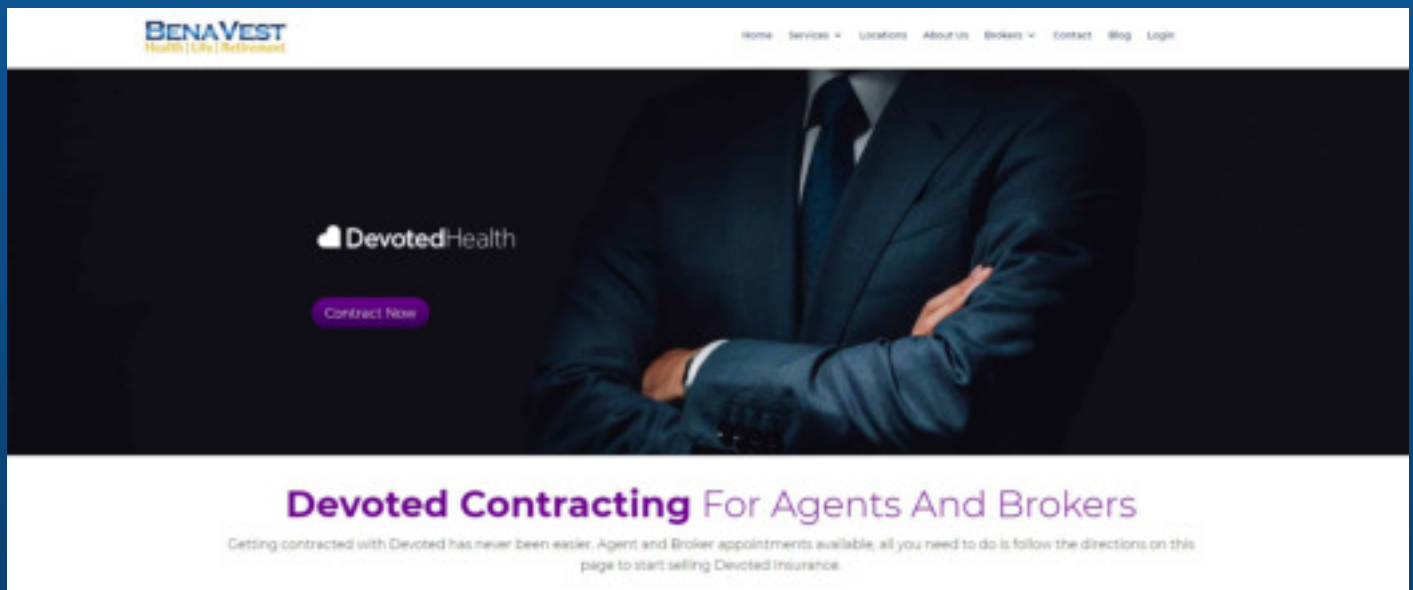 BENAVEST
Health | Life | Retirement
Home Services Locations About Us Brokers Contact Blog Login
DevotedHealth
Contract Now
Devoted Contracting For Agents And Brokers
Getting contracted with Devoted has never been easier. Agent and Broker appointments available, all you need to do is follow the directions on this
page to start selling Devoted Insurance.